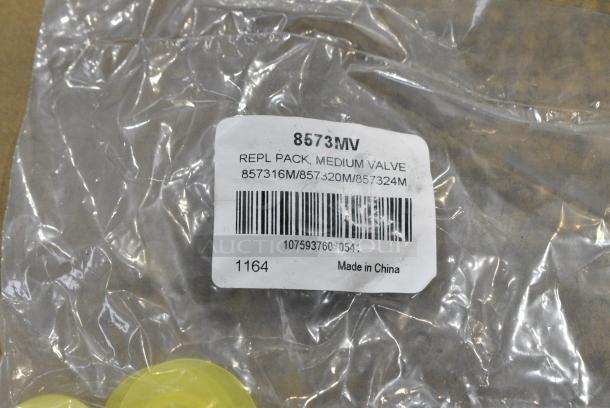 8573MV
REPL PACK, MEDIUM VALVE
857316M/857320M/857324M
1164
Made in China